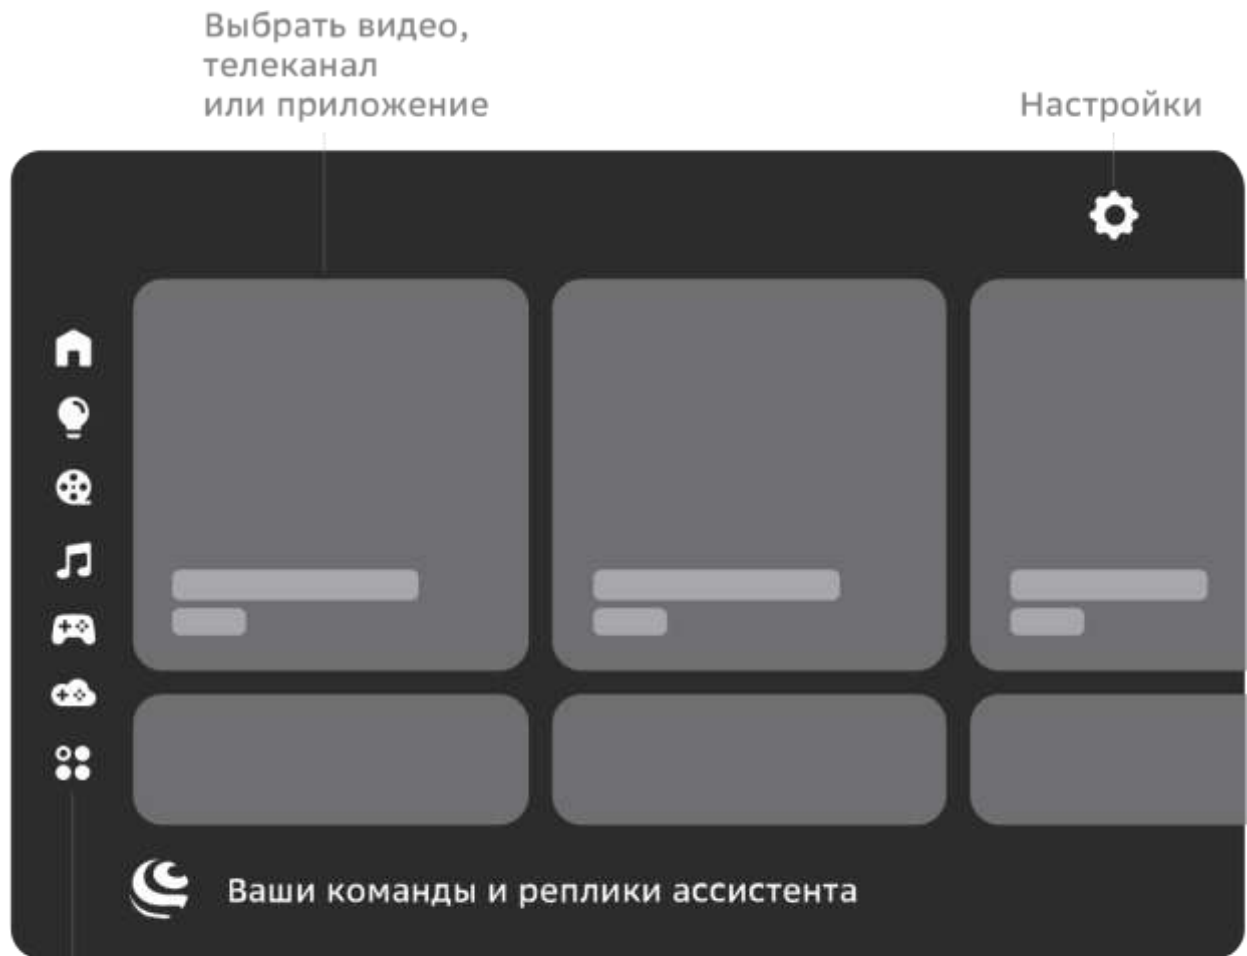 Выбрать видео,
телеканал
или приложение
Настройки
Ваши команды и реплики ассистента